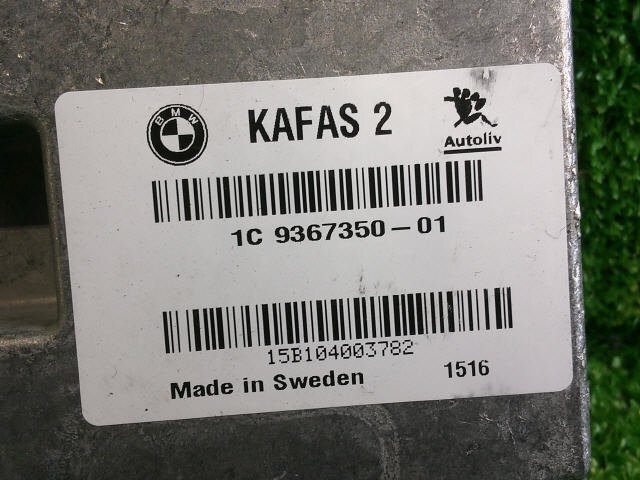 BMW
KAFAS 2
Autoliv
1C 9367350-01
15B104003782
Made in Sweden 1516